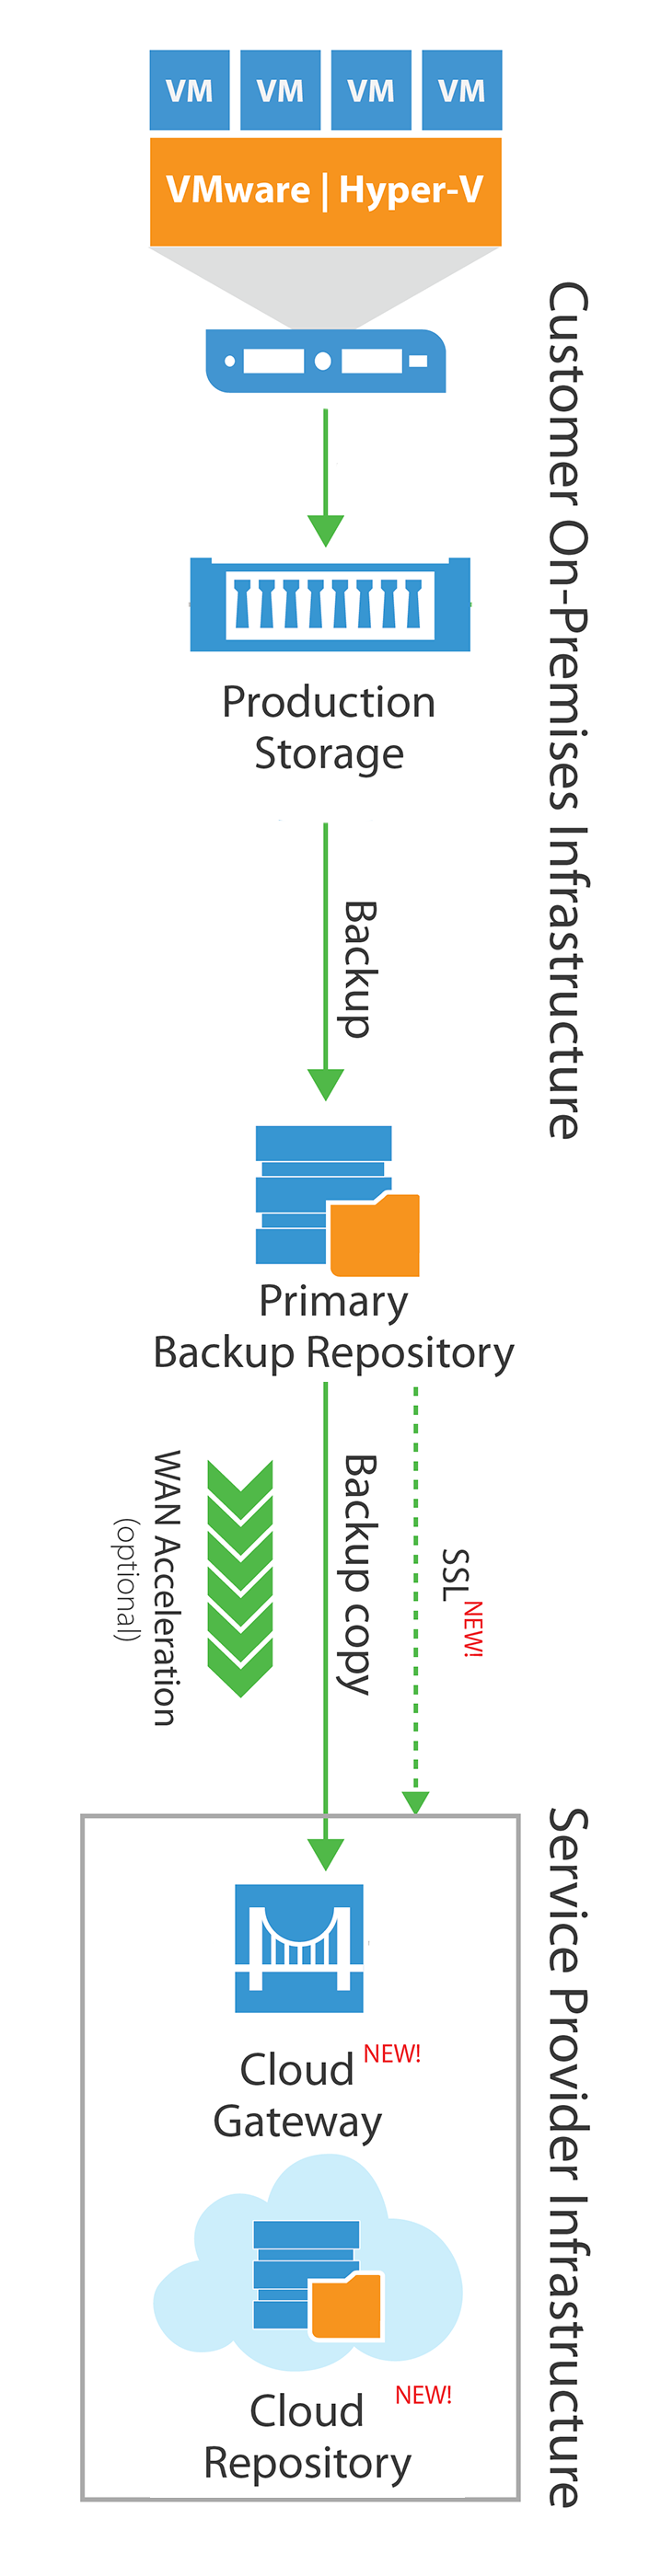 VM VM VM VM
VMware | Hyper-V
Customer On-Premises Infrastructure
Production
Storage
Backup
Primary
Backup Repository
WAN Acceleration
(optional)
Backup copy
SSL NEW!
Service Provider Infrastructure
Cloud NEW!
Gateway
Cloud NEW!
Repository